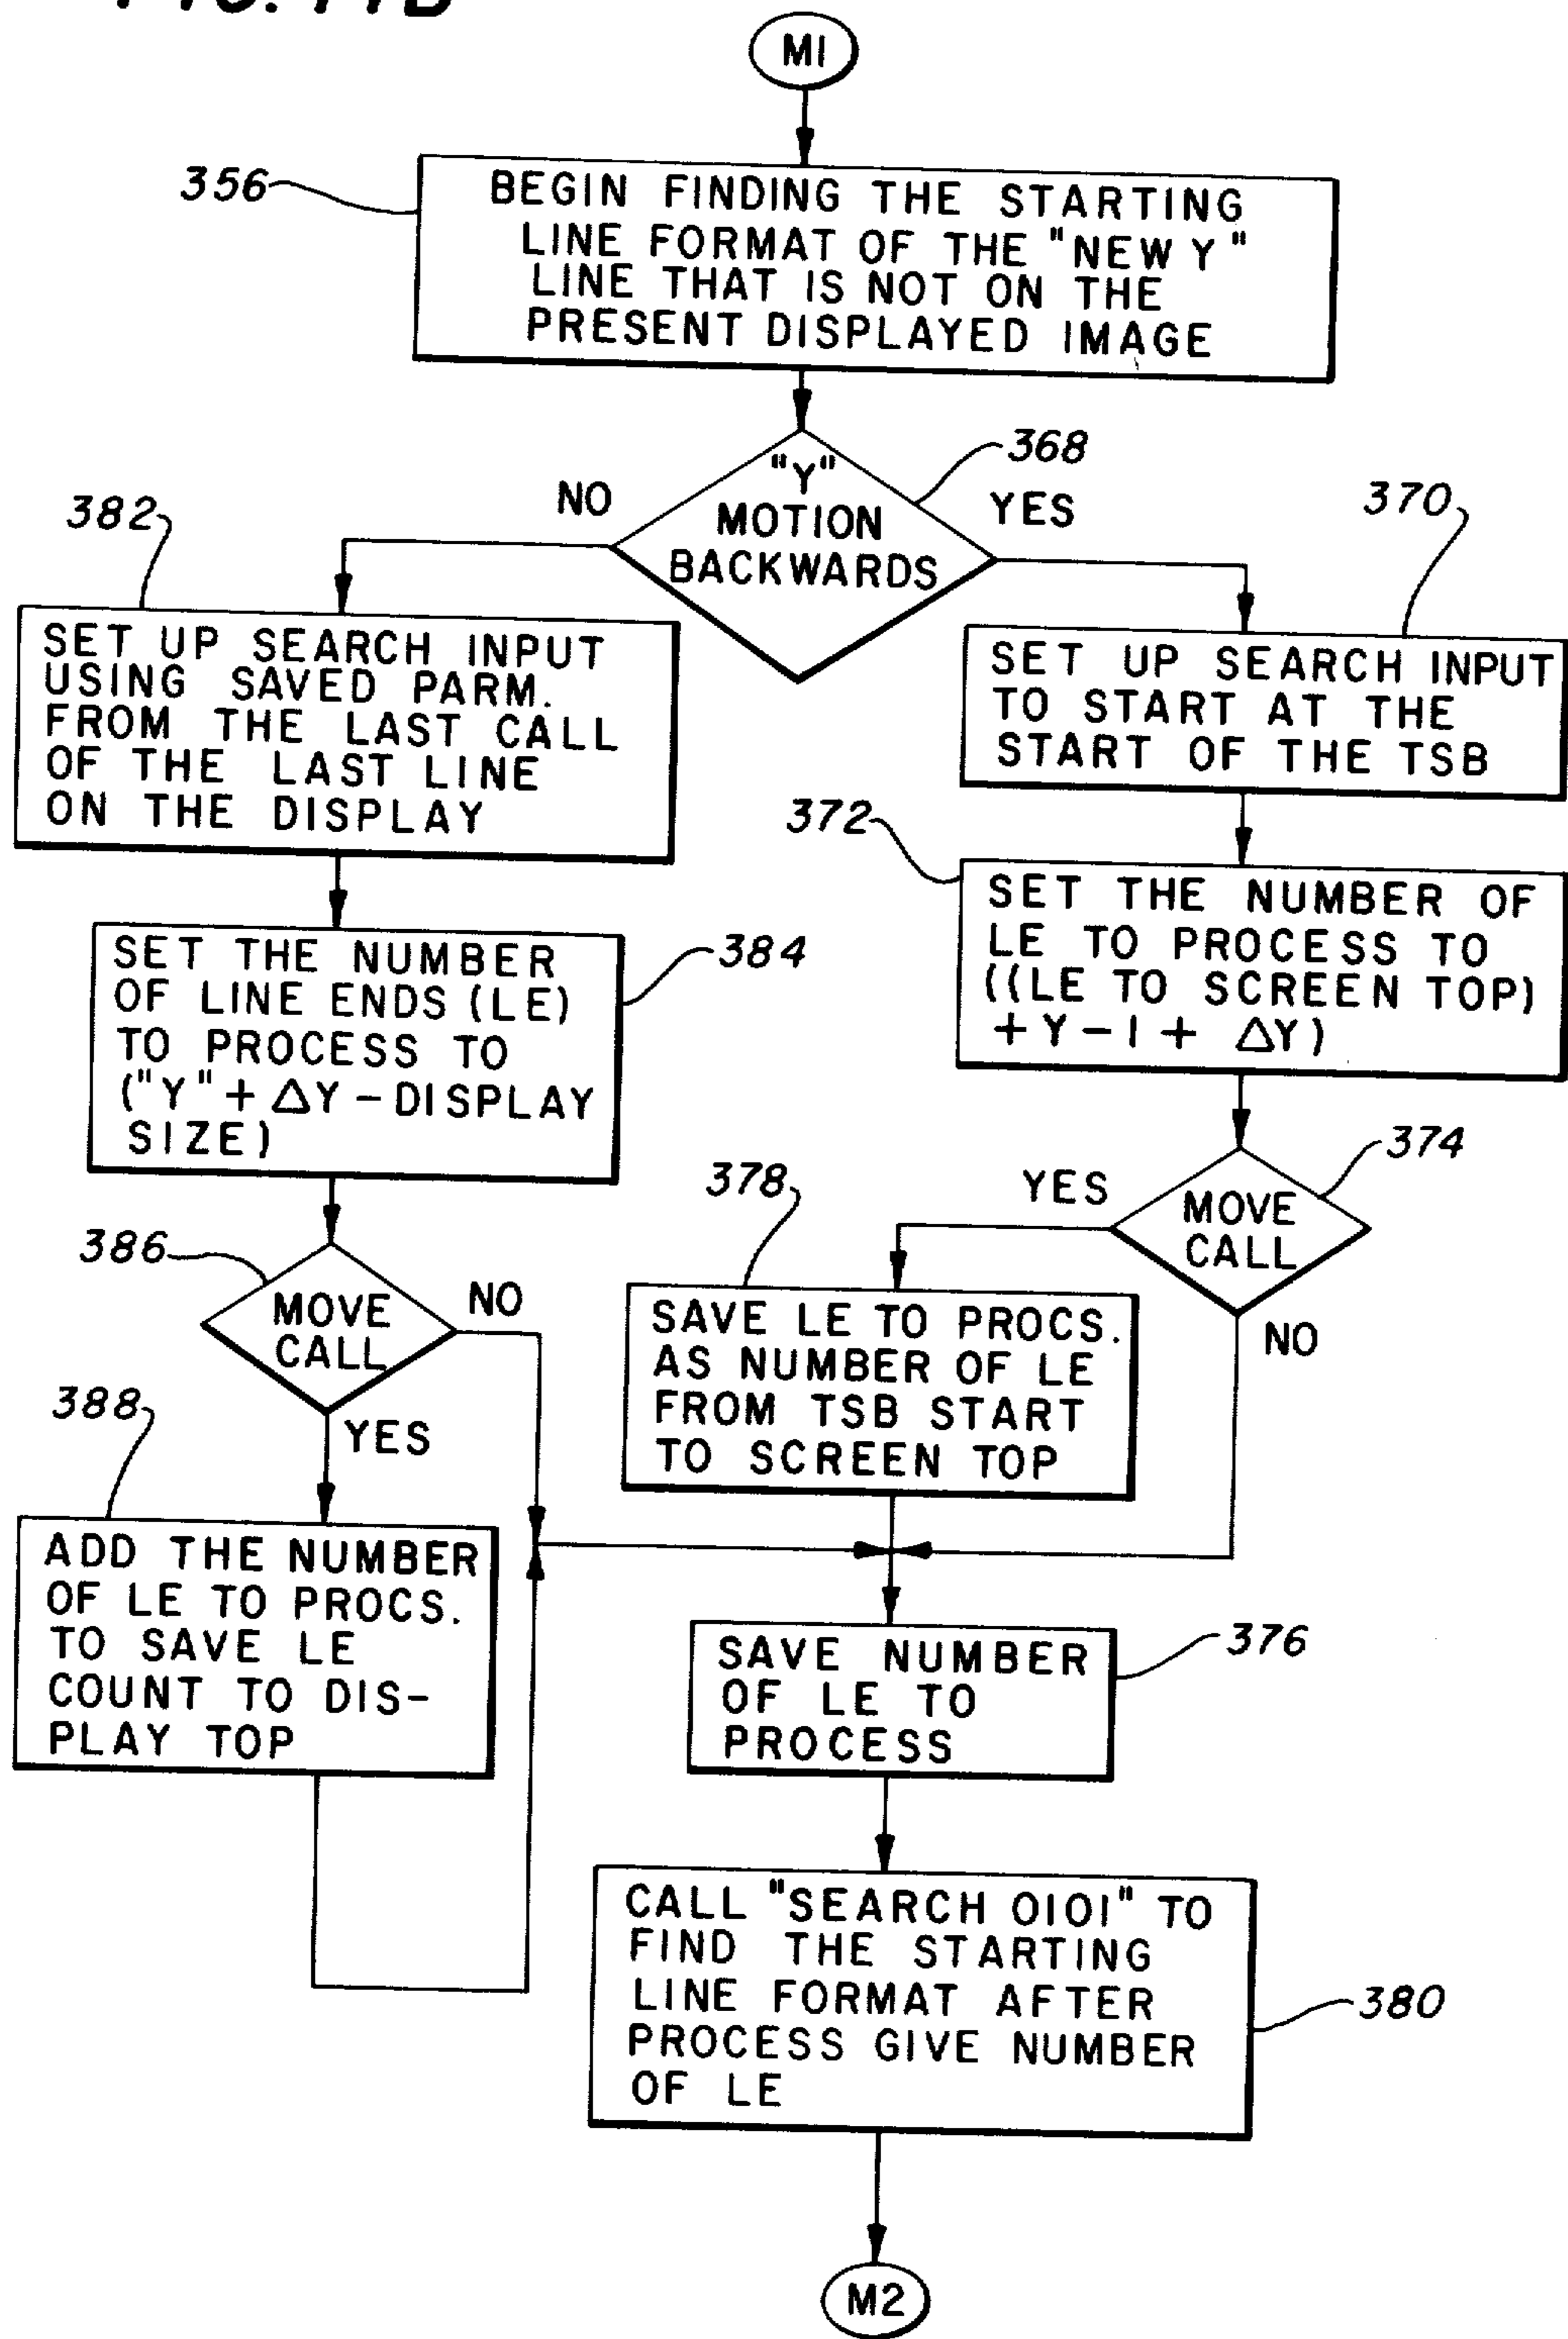 FIG. 11B
M1
356
BEGIN FINDING THE STARTING
LINE FORMAT OF THE "NEW Y"
LINE THAT IS NOT ON THE
PRESENT DISPLAYED IMAGE
368
"Y"
MOTION
BACKWARDS
NO
YES
382
SET UP SEARCH INPUT
USING SAVED PARM.
FROM THE LAST CALL
OF THE LAST LINE
ON THE DISPLAY
370
SET UP SEARCH INPUT
TO START AT THE
START OF THE TSB
384
SET THE NUMBER
OF LINE ENDS (LE)
TO PROCESS TO
("Y" + ΔY - DISPLAY
SIZE)
372
SET THE NUMBER OF
LE TO PROCESS TO
((LE TO SCREEN TOP)
+ Y - 1 + ΔY)
386
MOVE
CALL
NO
YES
374
MOVE
CALL
YES
NO
378
SAVE LE TO PROCS.
AS NUMBER OF LE
FROM TSB START
TO SCREEN TOP
388
ADD THE NUMBER
OF LE TO PROCS.
TO SAVE LE
COUNT TO DIS-
PLAY TOP
376
SAVE NUMBER
OF LE TO
PROCESS
380
CALL "SEARCH 0101" TO
FIND THE STARTING
LINE FORMAT AFTER
PROCESS GIVE NUMBER
OF LE
M2